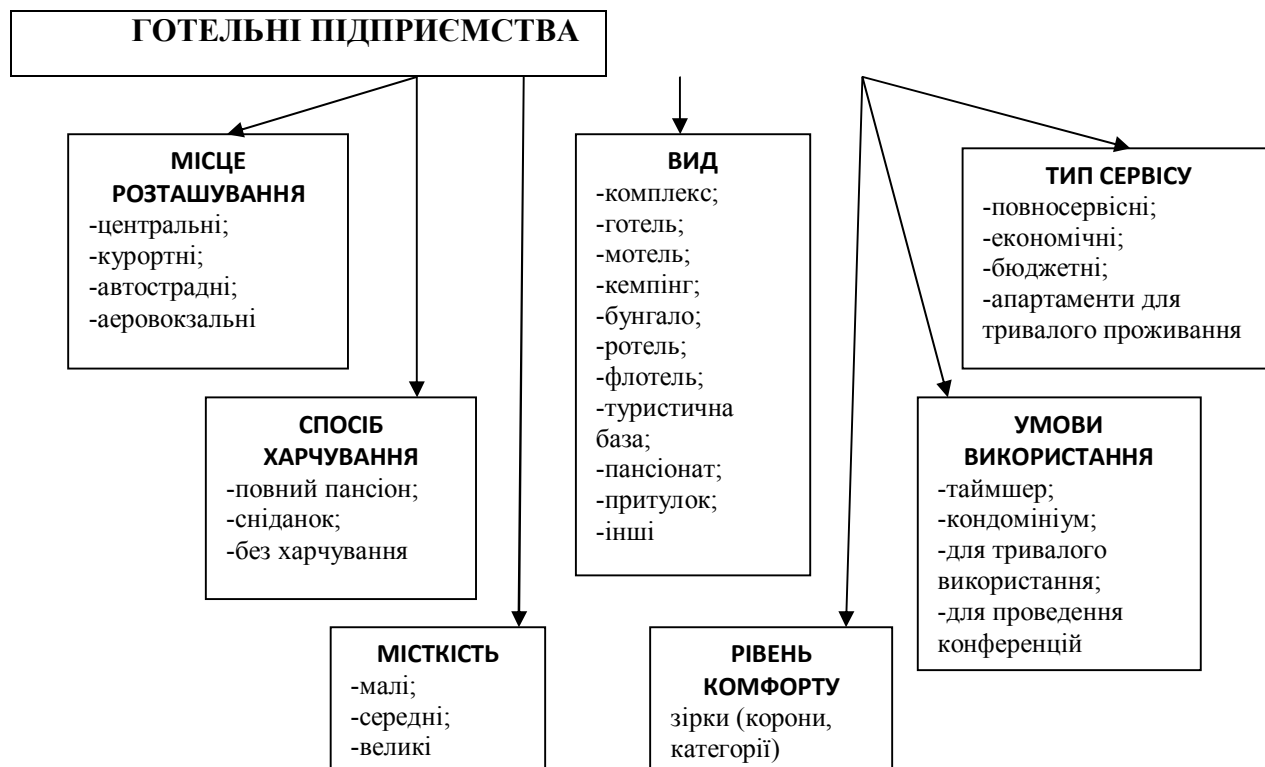 ГОТЕЛЬНІ ПІДПРИЄМСТВА
МІСЦЕ
РОЗТАШУВАННЯ
-центральні;
-курортні;
-автострадні;
-аеровокзальні
ВИД
-комплекс;
-готель;
-мотель;
-кемпінг;
-бунгало;
-ротель;
-флотель;
-туристична
база;
-пансіонат;
-притулок;
-інші
ТИП СЕРВІСУ
-повносервісні;
-економічні;
-бюджетні;
-апартаменти для
тривалого проживання
СПОСІБ
ХАРЧУВАННЯ
-повний пансіон;
-сніданок;
-без харчування
УМОВИ
ВИКОРИСТАННЯ
-таймшер;
-кондомініум;
-для тривалого
використання;
-для проведення
конференцій
МІСТКІСТЬ
-малі;
-середні;
-великі
РІВЕНЬ
КОМФОРТУ
зірки (корони,
категорії)